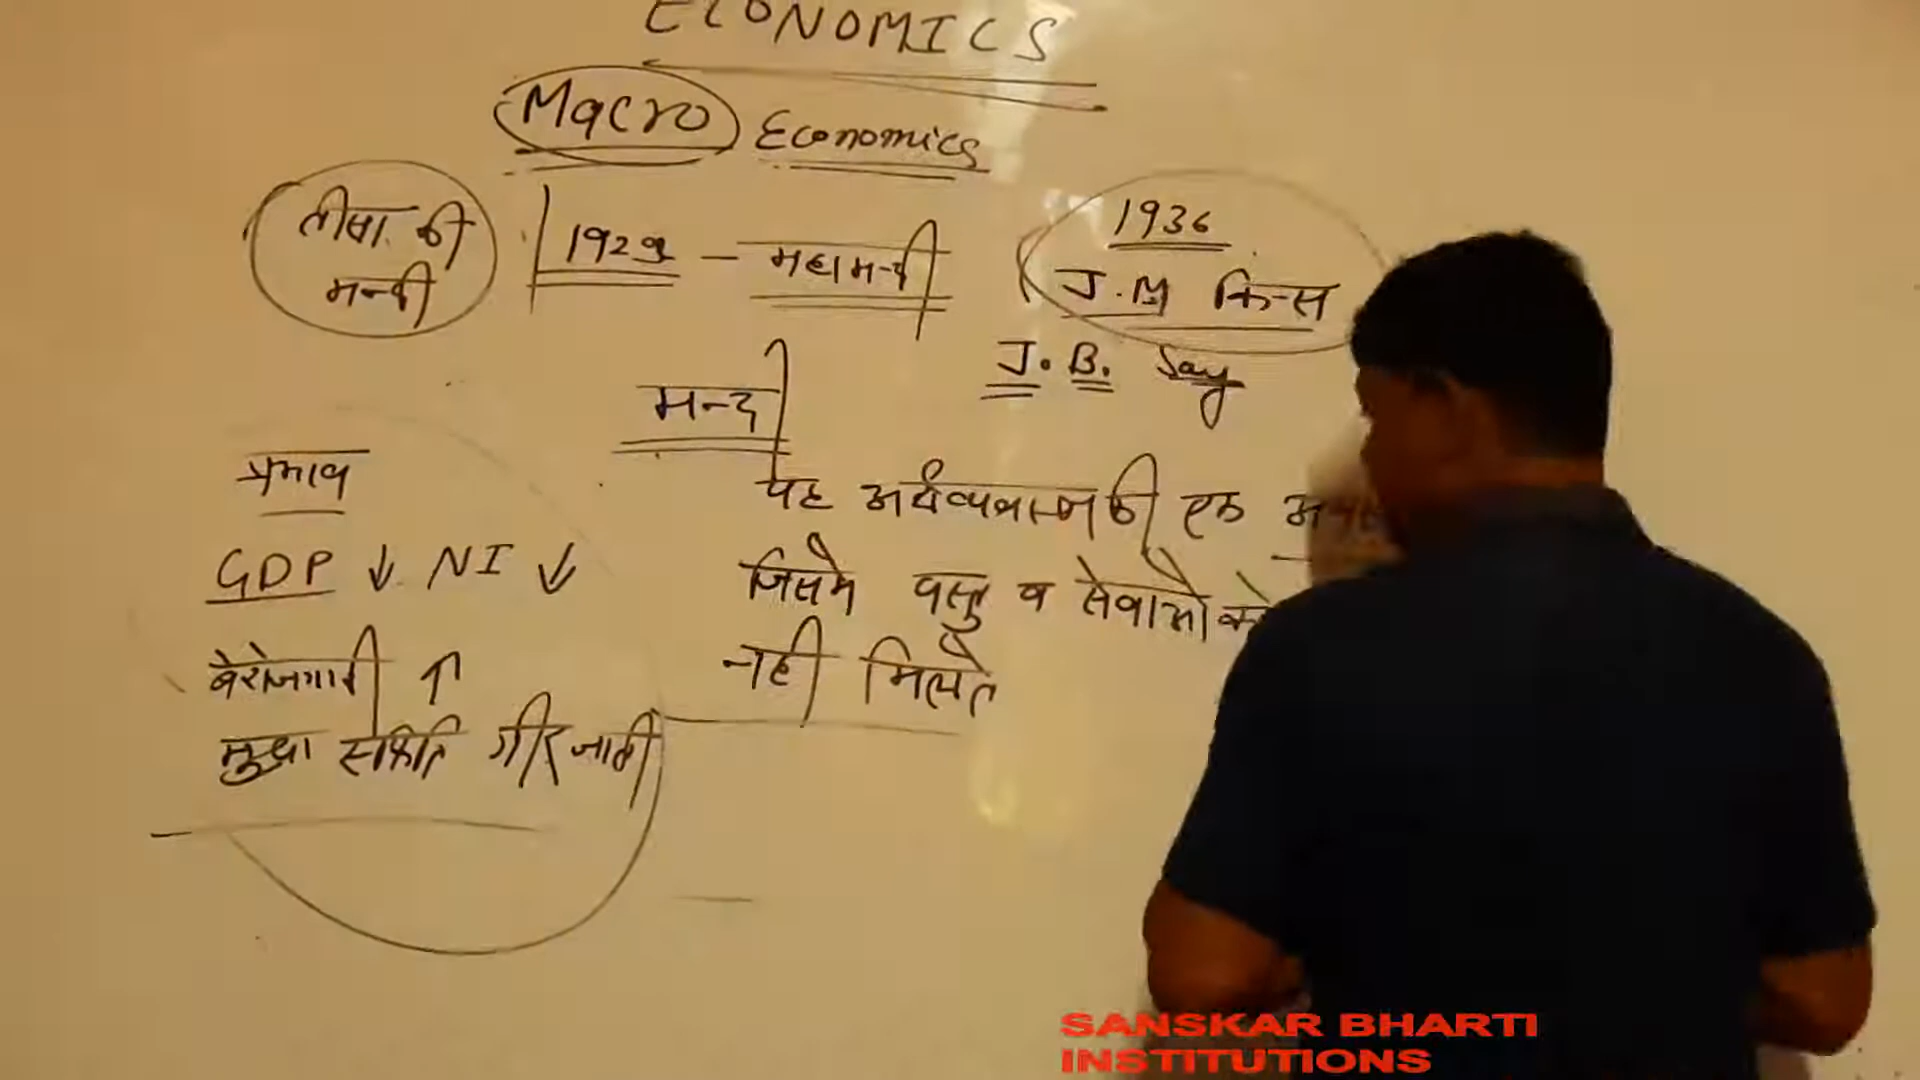 ECONOMICS
Macro Economics
तीसा की मन्दी
1929 – महामन्दी
1936
J.M किन्स
J. B. Say
मन्दी
यह अर्थव्यवस्था की एक
जिसमे वस्तु व सेवाओ के
नही मिलते
प्रभाव
GDP ↓ NI ↓
बेरोजगारी ↑
मुद्रा स्फिति गीर जाती
SANSKAR BHARTI
INSTITUTIONS